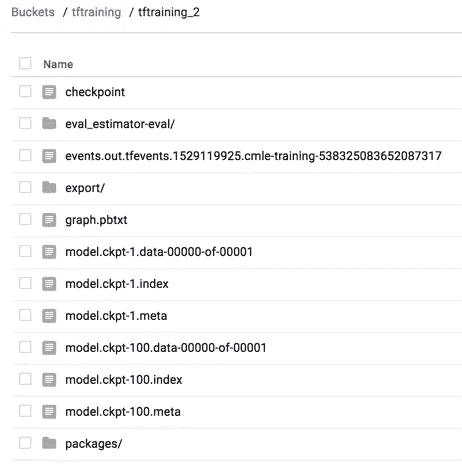 Buckets / tftraining / tftraining_2
Name
checkpoint
eval_estimator-eval/
events.out.tfevents.1529119925.cmle-training-538325083652087317
export/
graph.pbtxt
model.ckpt-1.data-00000-of-00001
model.ckpt-1.index
model.ckpt-1.meta
model.ckpt-100.data-00000-of-00001
model.ckpt-100.index
model.ckpt-100.meta
packages/